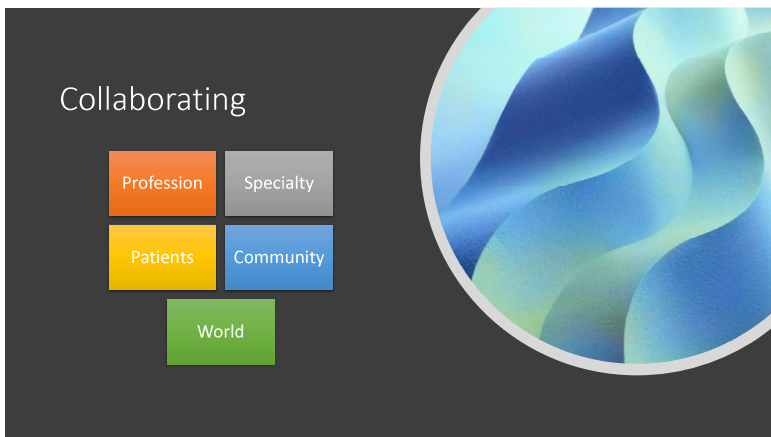 Collaborating
Profession
Specialty
Patients
Community
World